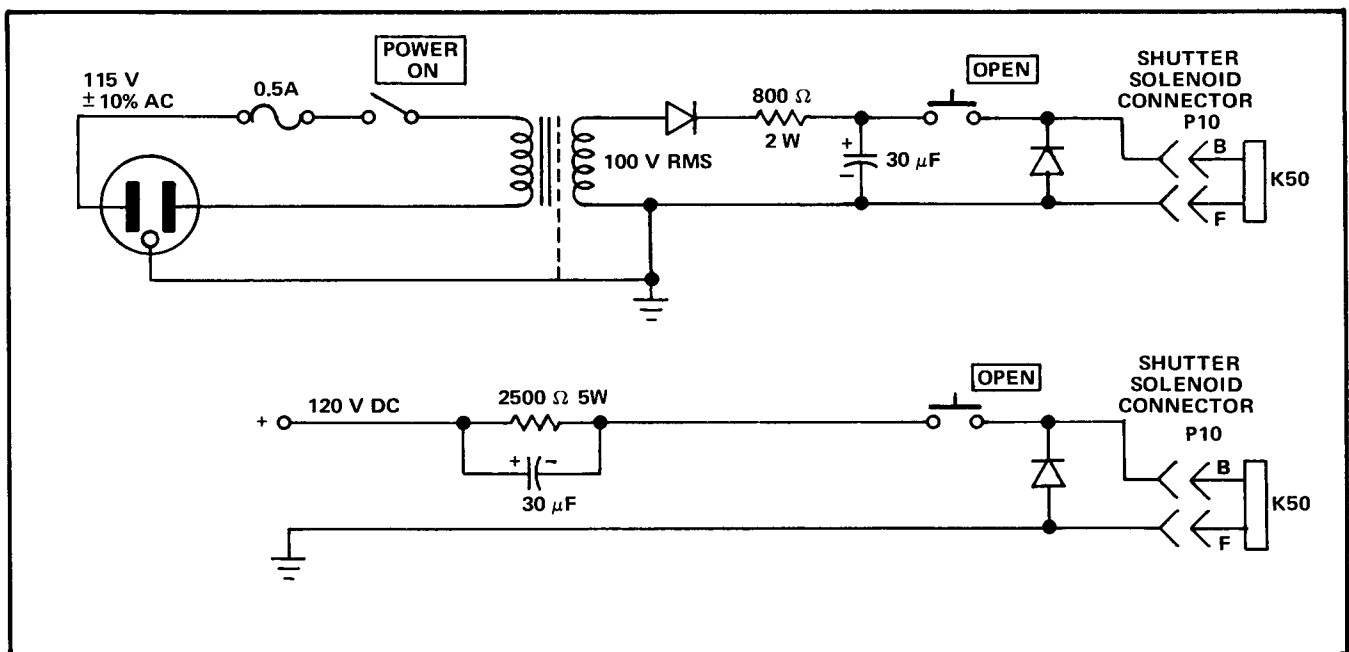 115 V
± 10% AC
0.5A
POWER
ON
100 V RMS
800 Ω
2 W
+
30 μF
−
OPEN
SHUTTER
SOLENOID
CONNECTOR
P10
B
K50
F
+
120 V DC
2500 Ω 5W
+ −
30 μF
OPEN
SHUTTER
SOLENOID
CONNECTOR
P10
B
K50
F